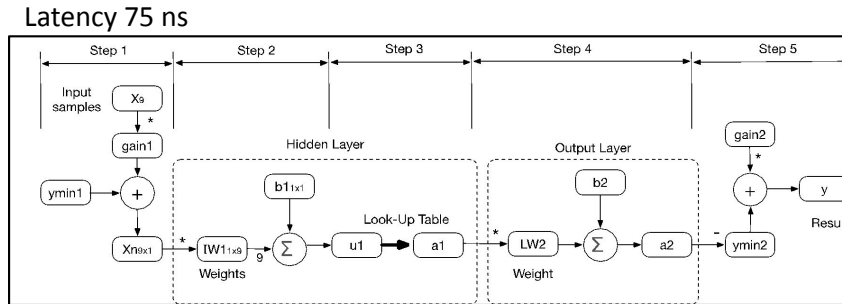 Latency 75 ns
Step 1
Step 2
Step 3
Step 4
Step 5
Input
samples
X9
*
gain1
ymin1
+
Xn9x1
*
Hidden Layer
b11x1
IW11x9
9
Σ
Weights
u1
Look-Up Table
a1
*
Output Layer
b2
LW2
Weight
Σ
a2
-
gain2
*
+
ymin2
y
Resu